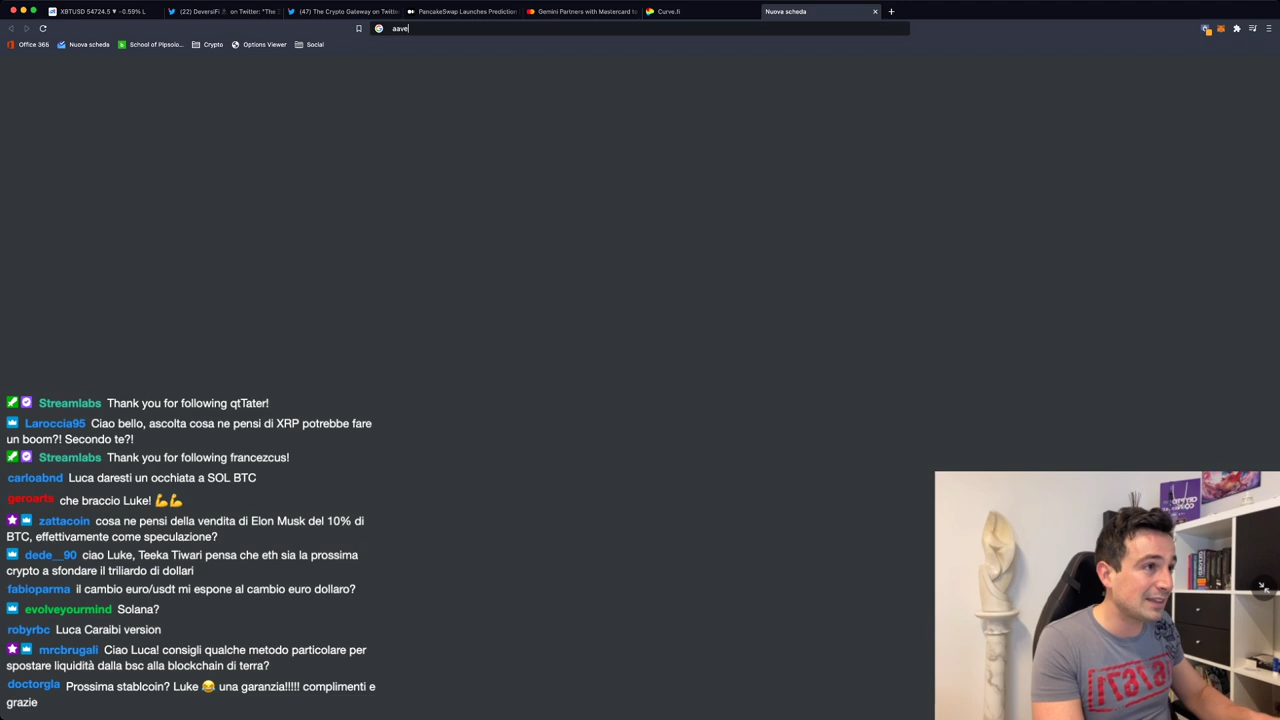 XBTUSD 54724.5 ▼ −0.59% L
(22) DeversiFi on Twitter: "The
(47) The Crypto Gateway on Twitte
PancakeSwap Launches Prediction
Gemini Partners with Mastercard to
Curve.fi
Nuova scheda
aave
Office 365
Nuova scheda
School of Pipsolo...
Crypto
Options Viewer
Social
Streamlabs Thank you for following qtTater!
Laroccia95 Ciao bello, ascolta cosa ne pensi di XRP potrebbe fare
un boom?! Secondo te?!
Streamlabs Thank you for following francezcus!
carloabnd Luca daresti un occhiata a SOL BTC
geroarts che braccio Luke! 💪💪
zattacoin cosa ne pensi della vendita di Elon Musk del 10% di
BTC, effettivamente come speculazione?
dede__90 ciao Luke, Teeka Tiwari pensa che eth sia la prossima
crypto a sfondare il triliardo di dollari
fabioparma il cambio euro/usdt mi espone al cambio euro dollaro?
evolveyourmind Solana?
robyrbc Luca Caraibi version
mrcbrugali Ciao Luca! consigli qualche metodo particolare per
spostare liquidità dalla bsc alla blockchain di terra?
doctorgla Prossima stablcoin? Luke 😂 una garanzia!!!!! complimenti e
grazie